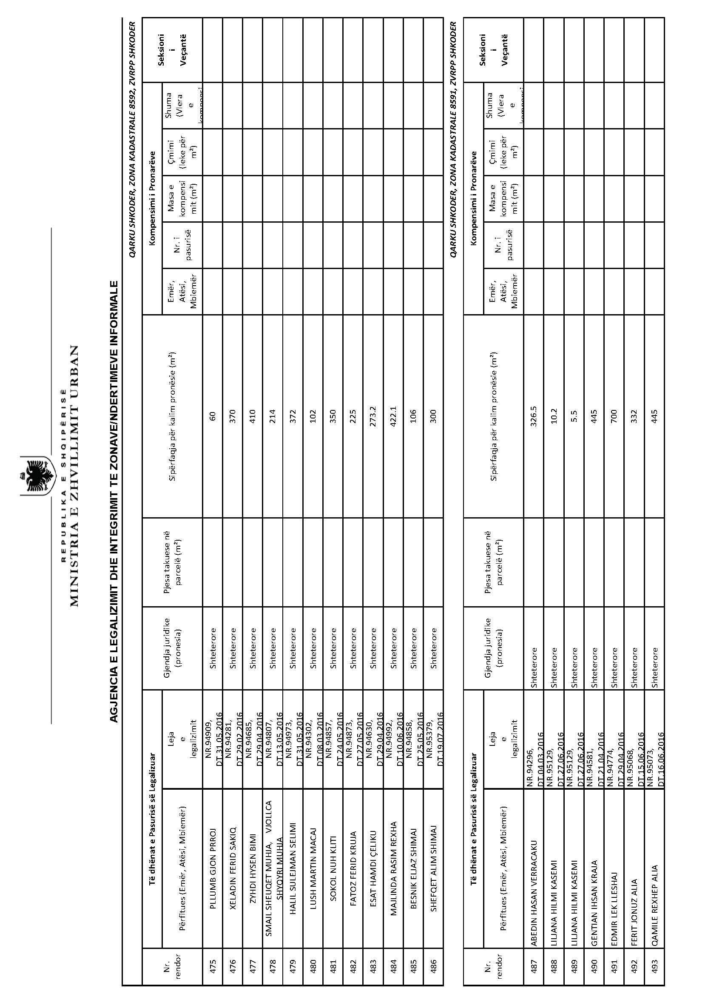 REPUBLIKA E SHQIPËRISË
MINISTRIA E ZHVILLIMIT URBAN
AGJENCIA E LEGALIZIMIT DHE INTEGRIMIT TE ZONAVE/NDERTIMEVE INFORMALE
QARKU SHKODER, ZONA KADASTRALE 8592, ZVRPP SHKODER
Nr. rendor
Të dhënat e Pasurisë së Legalizuar
Përfitues (Emër, Atësi, Mbiemër)
Leja e legalizimit
Gjendja juridike (pronesia)
Pjesa takuese në parcelë (m²)
Sipërfaqja për kalim pronësie (m²)
Kompensimi i Pronarëve
Emër, Atësi, Mbiemër
Nr. i pasurisë
Masa e kompensi mit (m²)
Çmimi (leke për m²)
Shuma (Vlera e kompensi
Seksioni i Veçantë
475 PLLUMB GJON PRROJ NR.94909, DT.31.05.2016 Shteterore 60
476 XELADIN FERID SAKIQ NR.94281, DT.29.02.2016 Shteterore 370
477 ZYHDI HYSEN BIMI NR.94685, DT.29.04.2016 Shteterore 410
478 SMAJL SHEUQET MUHJA, VJOLLCA SHYQYRI MUHJA NR.94807, DT.13.05.2016 Shteterore 214
479 HALIL SULEJMAN SELIMI NR.94973, DT.31.05.2016 Shteterore 372
480 LUSH MARTIN MACAJ NR.94302, DT.08.03.2016 Shteterore 102
481 SOKOL NUH KLITI NR.94857, DT.24.05.2016 Shteterore 350
482 FATOZ FERID KRUJA NR.94873, DT.27.05.2016 Shteterore 225
483 ESAT HAMDI ÇELIKU NR.94630, DT.29.04.2016 Shteterore 273.2
484 MAJLINDA RASIM REXHA NR.94992, DT.10.06.2016 Shteterore 422.1
485 BESNIK ELJAZ SHIMAJ NR.94858, DT.25.05.2016 Shteterore 106
486 SHEFQET ALIM SHIMAJ NR.95379, DT.19.07.2016 Shteterore 300
QARKU SHKODER, ZONA KADASTRALE 8591, ZVRPP SHKODER
Nr. rendor
Të dhënat e Pasurisë së Legalizuar
Përfitues (Emër, Atësi, Mbiemër)
Leja e legalizimit
Gjendja juridike (pronesia)
Pjesa takuese në parcelë (m²)
Sipërfaqja për kalim pronësie (m²)
Kompensimi i Pronarëve
Emër, Atësi, Mbiemër
Nr. i pasurisë
Masa e kompensi mit (m²)
Çmimi (leke për m²)
Shuma (Vlera e kompensi
Seksioni i Veçantë
487 ABEDIN HASAN VERRACAKU NR.94296, DT.04.03.2016 Shteterore 326.5
488 LILJANA HILMI KASEMI NR.95129, DT.27.06.2016 Shteterore 10.2
489 LILJANA HILMI KASEMI NR.95129, DT.27.06.2016 Shteterore 5.5
490 GENTIAN IHSAN KRAJA NR.94581, DT.21.04.2016 Shteterore 445
491 EDMIR LEK LLESHAJ NR.94774, DT.29.04.2016 Shteterore 700
492 FERIT JONUZ ALIA NR.95068, DT.15.06.2016 Shteterore 332
493 QAMILE REXHEP ALIA NR.95073, DT.16.06.2016 Shteterore 445